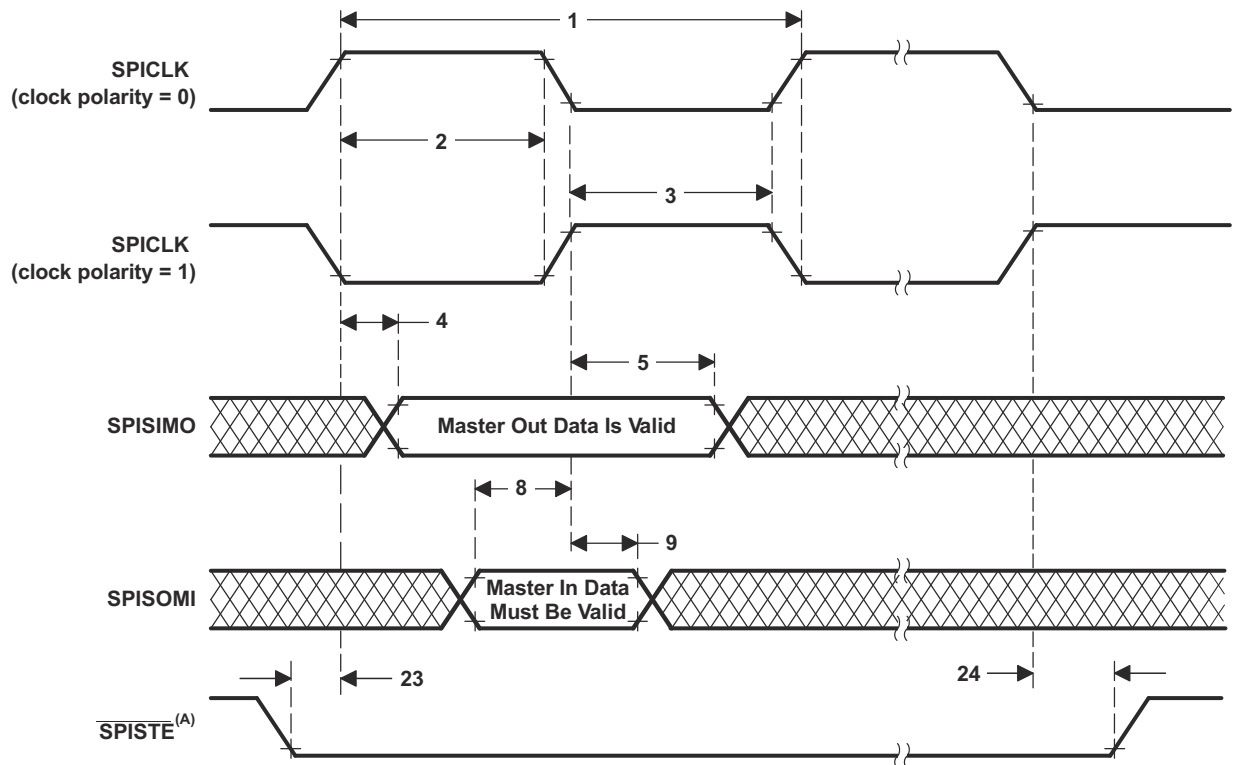 1
SPICLK
(clock polarity = 0)
2
3
SPICLK
(clock polarity = 1)
4
5
SPISIMO
Master Out Data Is Valid
8
9
SPISOMI
Master In Data
Must Be Valid
23
24
SPISTE(A)